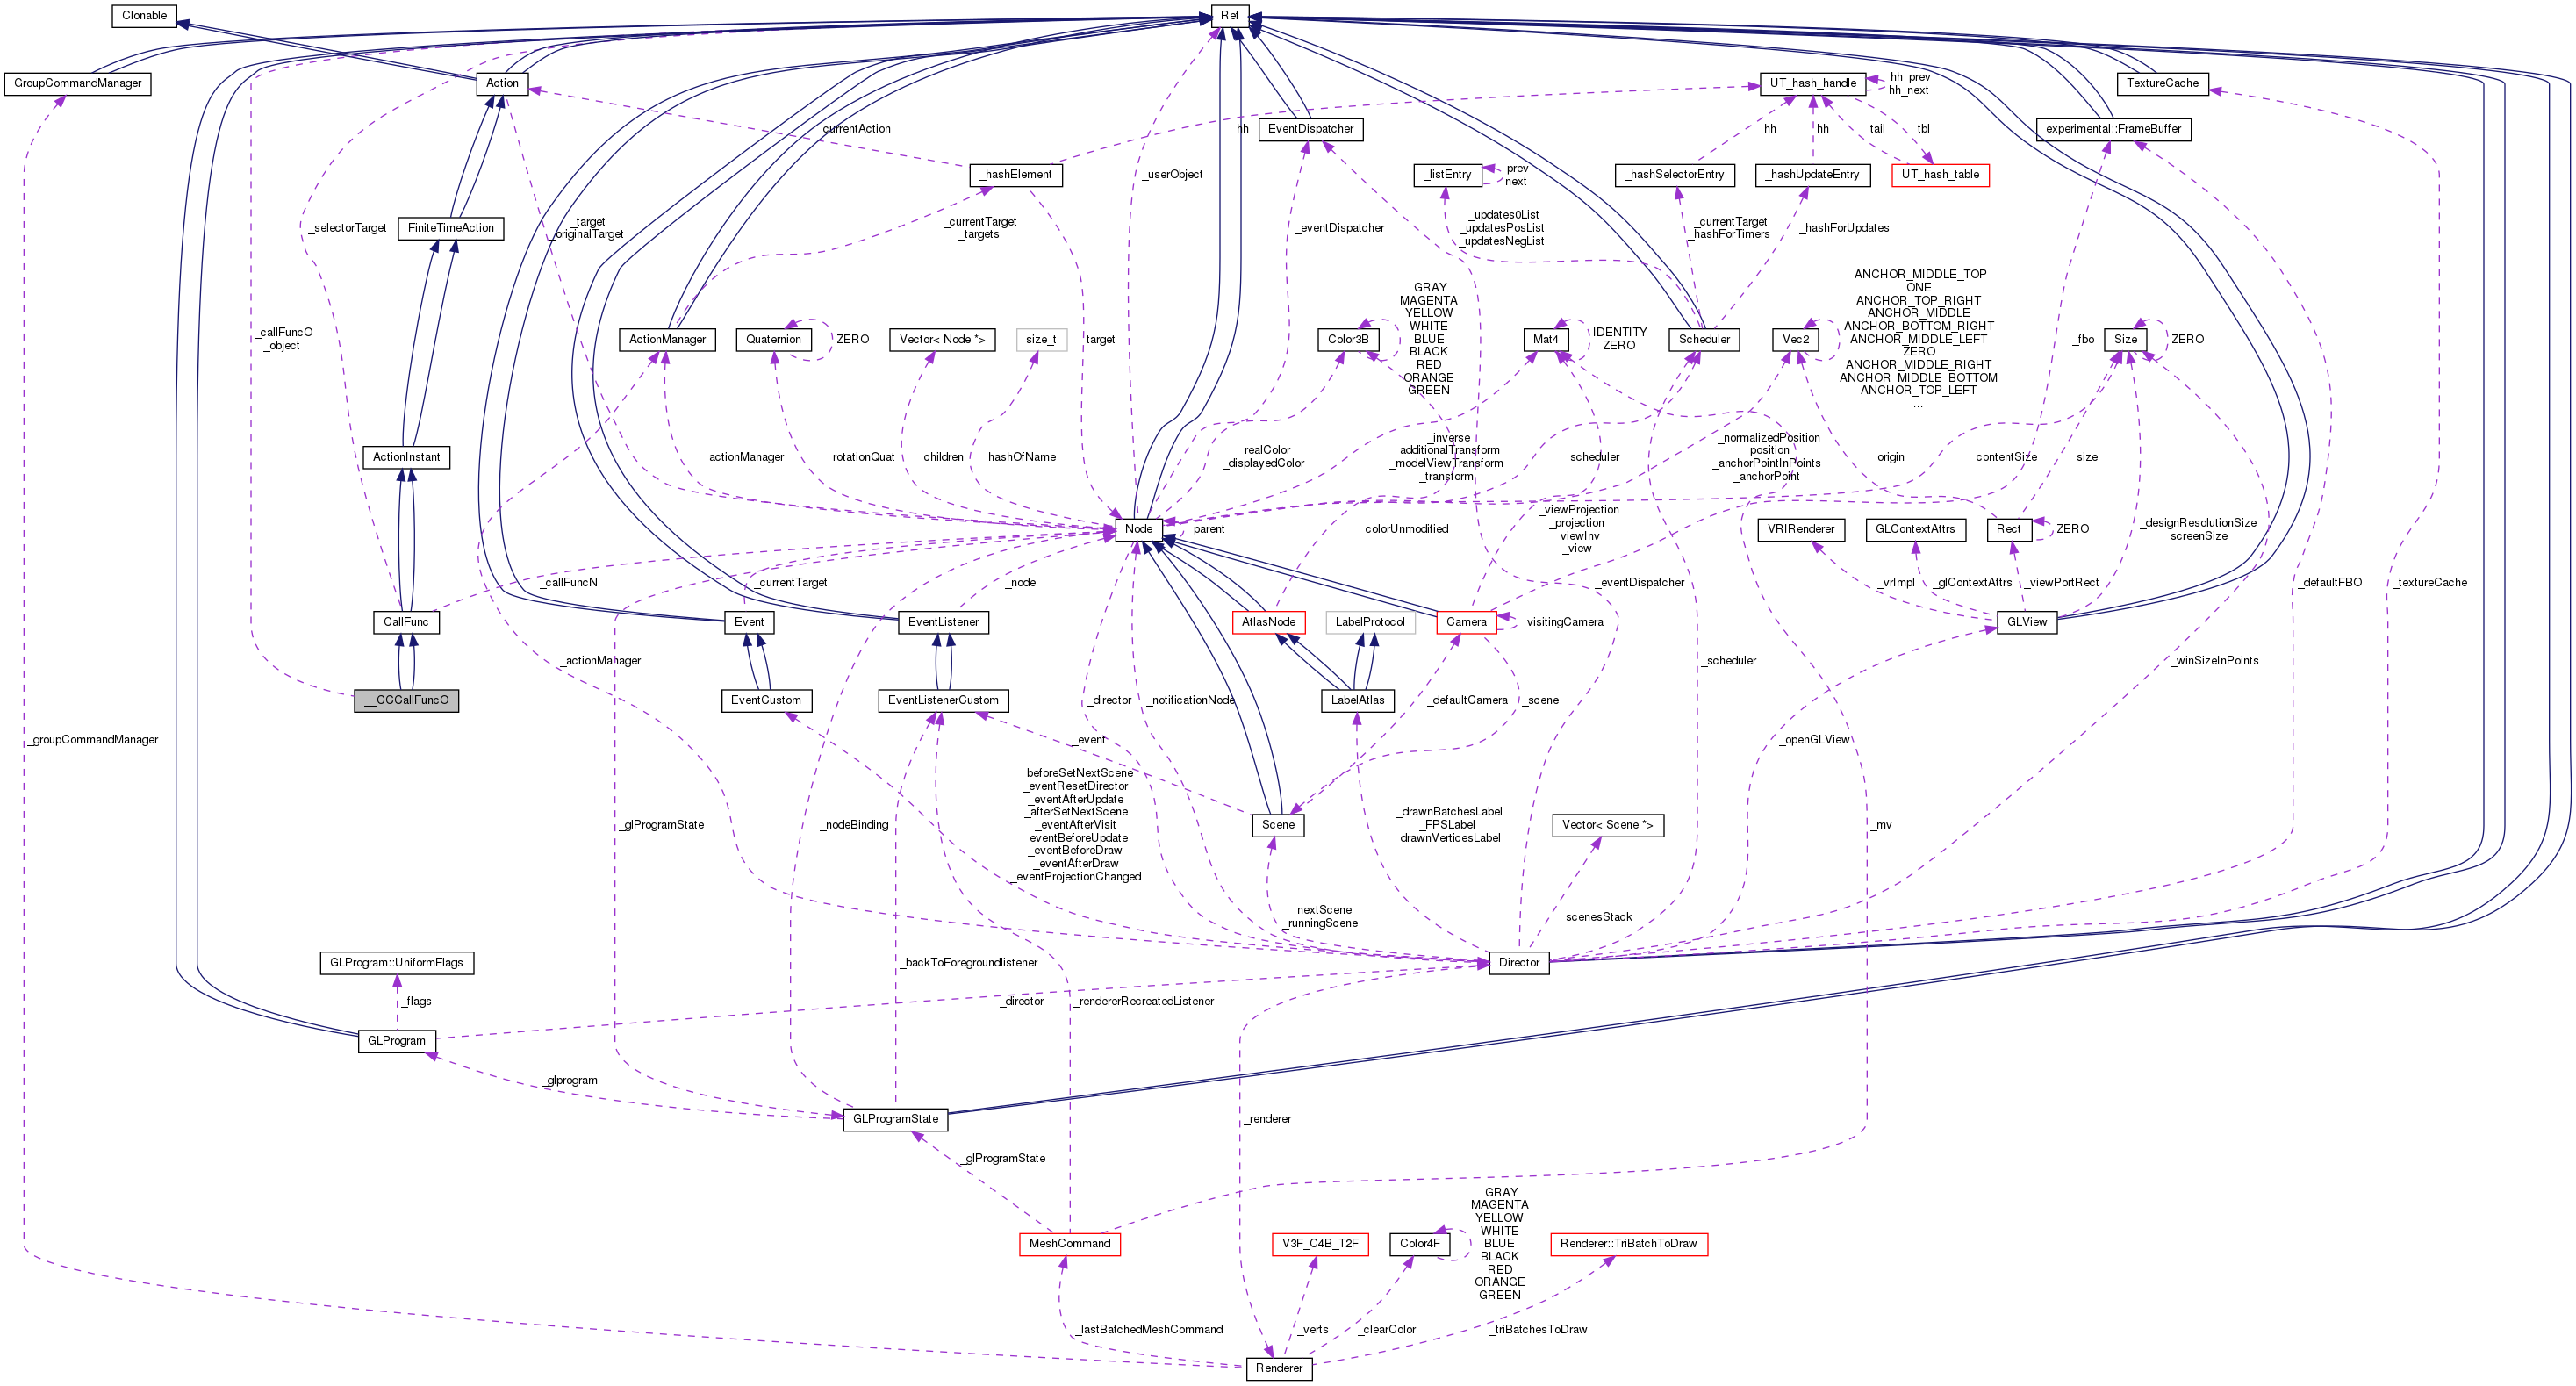 Clonable
Ref
GroupCommandManager
Action
UT_hash_handle
hh_prev
hh_next
TextureCache
currentAction
hh
EventDispatcher
hh
hh
tail
tbl
experimental::FrameBuffer
_hashElement
_userObject
_listEntry
prev
next
_hashSelectorEntry
_hashUpdateEntry
UT_hash_table
_selectorTarget
FiniteTimeAction
_target
_originalTarget
_currentTarget
_targets
_eventDispatcher
_updates0List
_updatesPosList
_updatesNegList
_currentTarget
_hashForTimers
_hashForUpdates
_callFuncO
_object
ActionManager
Quaternion
ZERO
Vector< Node *>
size_t
target
Color3B
GRAY
MAGENTA
YELLOW
WHITE
BLUE
BLACK
RED
ORANGE
GREEN
Mat4
IDENTITY
ZERO
Scheduler
Vec2
ANCHOR_MIDDLE_TOP
ONE
ANCHOR_TOP_RIGHT
ANCHOR_MIDDLE
ANCHOR_BOTTOM_RIGHT
ANCHOR_MIDDLE_LEFT
ZERO
ANCHOR_MIDDLE_RIGHT
ANCHOR_MIDDLE_BOTTOM
ANCHOR_TOP_LEFT
...
_fbo
Size
ZERO
ActionInstant
_actionManager
_rotationQuat
_children
_hashOfName
_realColor
_displayedColor
_inverse
_additionalTransform
_modelViewTransform
_transform
_scheduler
_normalizedPosition
_position
_anchorPointInPoints
_anchorPoint
origin
_contentSize
size
Node
_parent
_colorUnmodified
_viewProjection
_projection
_viewInv
_view
VRIRenderer
GLContextAttrs
Rect
ZERO
_designResolutionSize
_screenSize
_callFuncN
_currentTarget
_node
_eventDispatcher
_vrImpl
_glContextAttrs
_viewPortRect
_defaultFBO
_textureCache
CallFunc
Event
EventListener
AtlasNode
LabelProtocol
Camera
_visitingCamera
GLView
_actionManager
_scheduler
_winSizeInPoints
__CCCallFuncO
EventCustom
EventListenerCustom
_director
_notificationNode
LabelAtlas
_defaultCamera
_scene
_groupCommandManager
_event
_openGLView
_beforeSetNextScene
_eventResetDirector
_eventAfterUpdate
_afterSetNextScene
_eventAfterVisit
_eventBeforeUpdate
_eventBeforeDraw
_eventAfterDraw
_eventProjectionChanged
_glProgramState
_nodeBinding
Scene
_drawnBatchesLabel
_FPSLabel
_drawnVerticesLabel
Vector< Scene *>
_mv
_nextScene
_runningScene
_scenesStack
GLProgram::UniformFlags
_backToForegroundlistener
Director
_flags
_director
_rendererRecreatedListener
GLProgram
_glprogram
GLProgramState
_renderer
_glProgramState
MeshCommand
V3F_C4B_T2F
Color4F
GRAY
MAGENTA
YELLOW
WHITE
BLUE
BLACK
RED
ORANGE
GREEN
Renderer::TriBatchToDraw
_lastBatchedMeshCommand
_verts
_clearColor
_triBatchesToDraw
Renderer